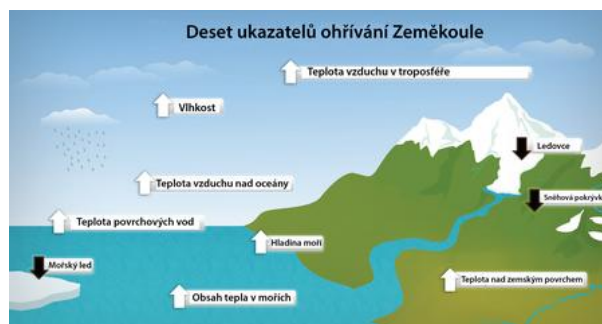 Deset ukazatelů ohřívání Zeměkoule
Teplota vzduchu v troposféře
Vlhkost
Ledovce
Teplota vzduchu nad oceány
Sněhová pokrývk
Teplota povrchových vod
Hladina moří
Mořský led
Teplota nad zemským povrchem
Obsah tepla v mořích